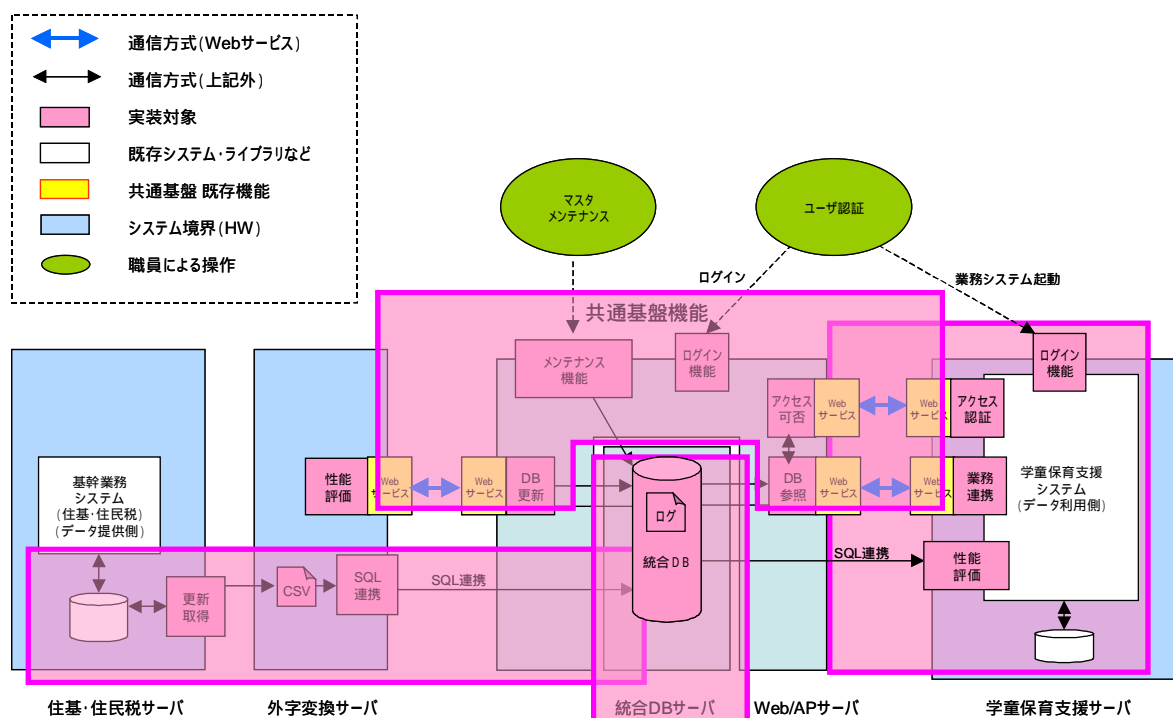 通信方式(Webサービス)
通信方式(上記外)
実装対象
既存システム・ライブラリなど
共通基盤 既存機能
システム境界(HW)
職員による操作
マスタ
メンテナンス
ユーザ認証
ログイン
業務システム起動
共通基盤機能
メンテナンス
機能
ログイン
機能
ログイン
機能
アクセス
可否
Web
サービス
Web
サービス
アクセス
認証
基幹業務
システム
(住基・住民税)
(データ提供側)
性能
評価
Web
サービス
Web
サービス
DB
更新
ログ
統合DB
DB
参照
Web
サービス
Web
サービス
業務
連携
学童保育支援
システム
(データ利用側)
SQL連携
性能
評価
更新
取得
CSV
SQL
連携
SQL連携
住基・住民税サーバ
外字変換サーバ
統合DBサーバ
Web/APサーバ
学童保育支援サーバ